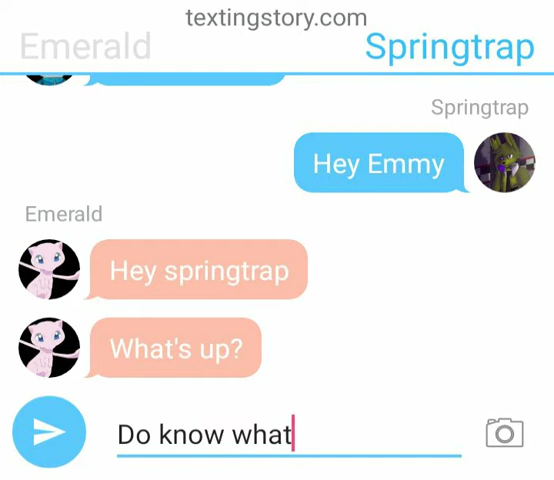 textingstory.com
Emerald
Springtrap
Springtrap
Hey Emmy
Emerald
Hey springtrap
What's up?
Do know what